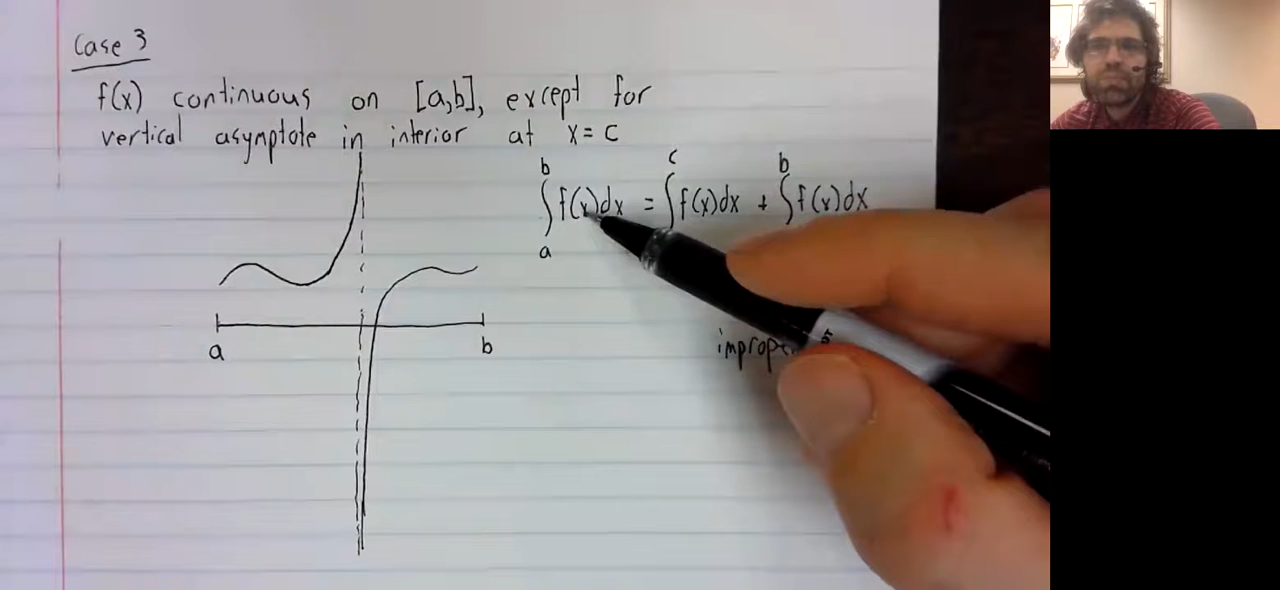 Case 3
f(x) continuous on [a,b], except for
vertical asymptote in interior at x = c
b c b
∫ f(x)dx = ∫ f(x)dx + ∫ f(x)dx
a
a b